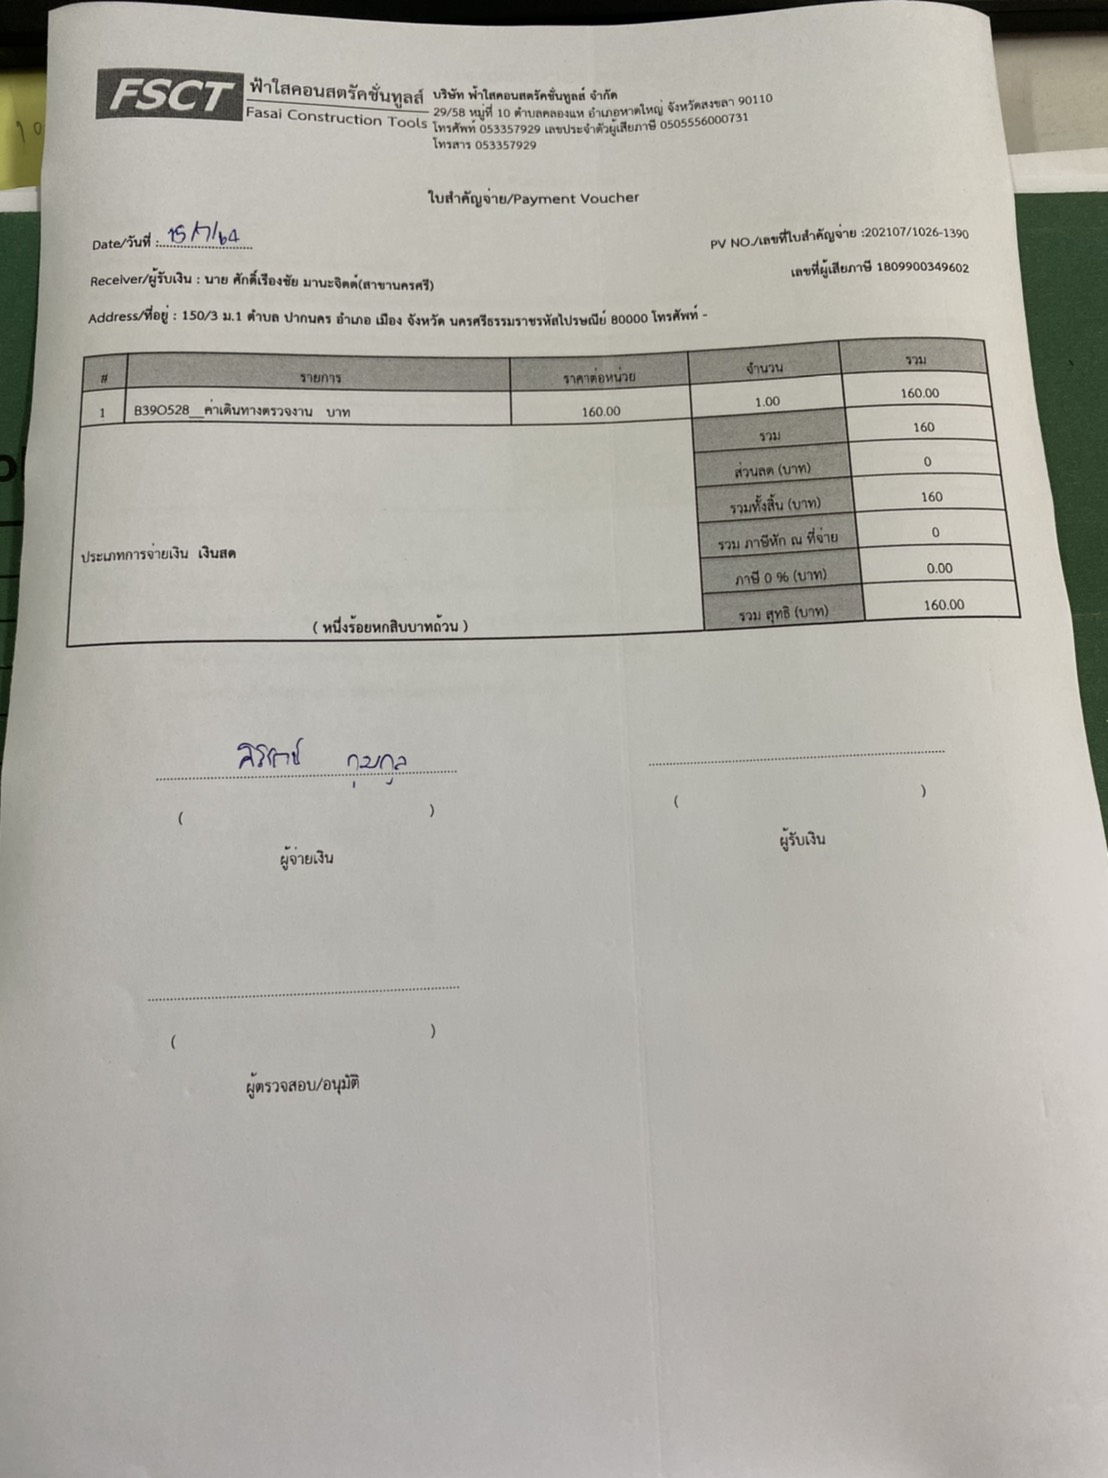 FSCT ฟ้าใสคอนสตรัคชั่นทูลส์
Fasai Construction Tools
บริษัท ฟ้าใสคอนสตรัคชั่นทูลส์ จำกัด
29/58 หมู่ที่ 10 ตำบลคลองแห อำเภอหาดใหญ่ จังหวัดสงขลา 90110
โทรศัพท์ 053357929 เลขประจำตัวผู้เสียภาษี 0505556000731
โทรสาร 053357929
ใบสำคัญจ่าย/Payment Voucher
Date/วันที่ : 15/7/64
PV NO./เลขที่ใบสำคัญจ่าย :202107/1026-1390
Receiver/ผู้รับเงิน : นาย ศักดิ์เรืองชัย มานะจิตต์(สาขานครศรี)
เลขที่ผู้เสียภาษี 1809900349602
Address/ที่อยู่ : 150/3 ม.1 ตำบล ปากนคร อำเภอ เมือง จังหวัด นครศรีธรรมราชรหัสไปรษณีย์ 80000 โทรศัพท์ -
# รายการ ราคาต่อหน่วย จำนวน รวม
1 B39O528__ค่าเดินทางตรวจงาน บาท 160.00 1.00 160.00
รวม 160
ส่วนลด (บาท) 0
รวมทั้งสิ้น (บาท) 160
รวม ภาษีหัก ณ ที่จ่าย 0
ประเภทการจ่ายเงิน เงินสด
ภาษี 0 % (บาท) 0.00
( หนึ่งร้อยหกสิบบาทถ้วน ) รวม สุทธิ (บาท) 160.00
( ) ( )
ผู้จ่ายเงิน ผู้รับเงิน
( )
ผู้ตรวจสอบ/อนุมัติ